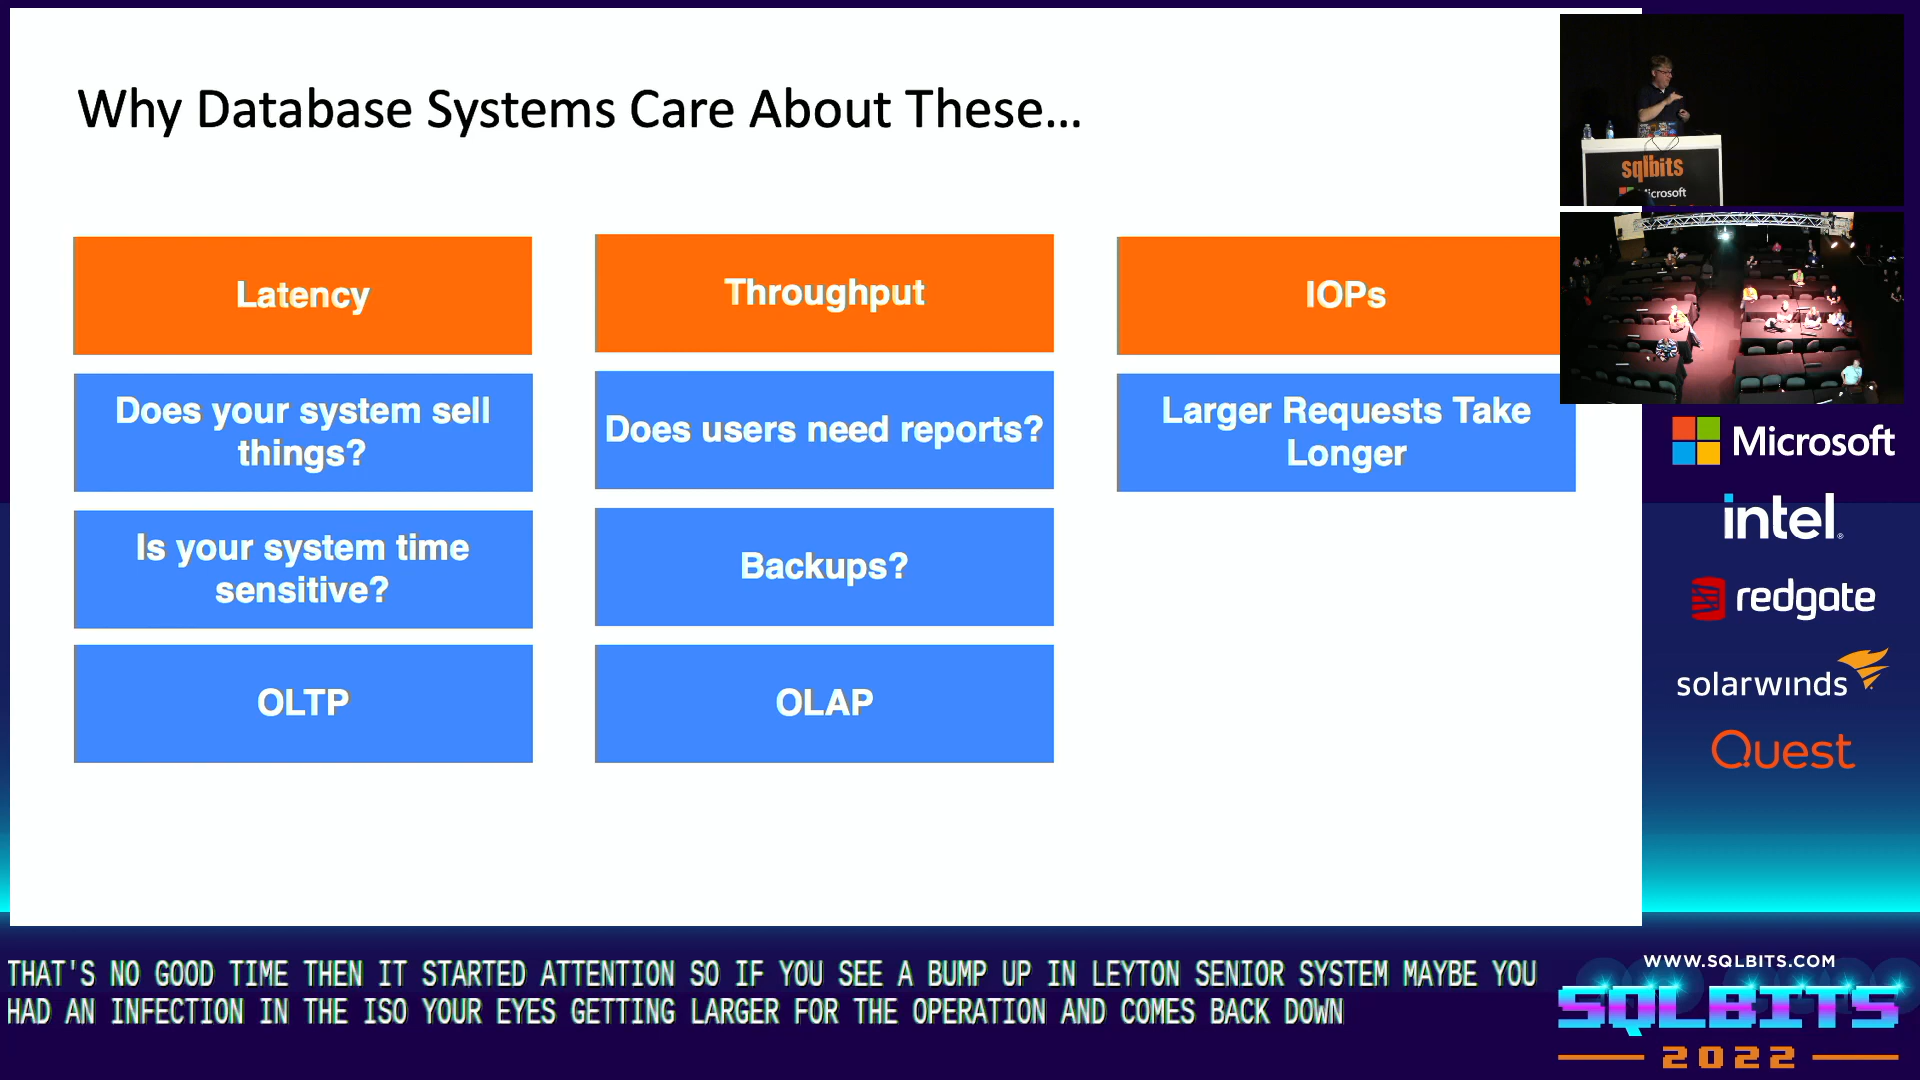 Why Database Systems Care About These...
Latency
Does your system sell
things?
Is your system time
sensitive?
OLTP
Throughput
Does users need reports?
Backups?
OLAP
IOPs
Larger Requests Take
Longer
sqlbits
Microsoft
Microsoft
intel.
redgate
solarwinds
Quest
THAT'S NO GOOD TIME THEN IT STARTED ATTENTION SO IF YOU SEE A BUMP UP IN LEYTON SENIOR SYSTEM MAYBE YOU
HAD AN INFECTION IN THE ISO YOUR EYES GETTING LARGER FOR THE OPERATION AND COMES BACK DOWN
WWW.SQLBITS.COM
SQLBITS
2022